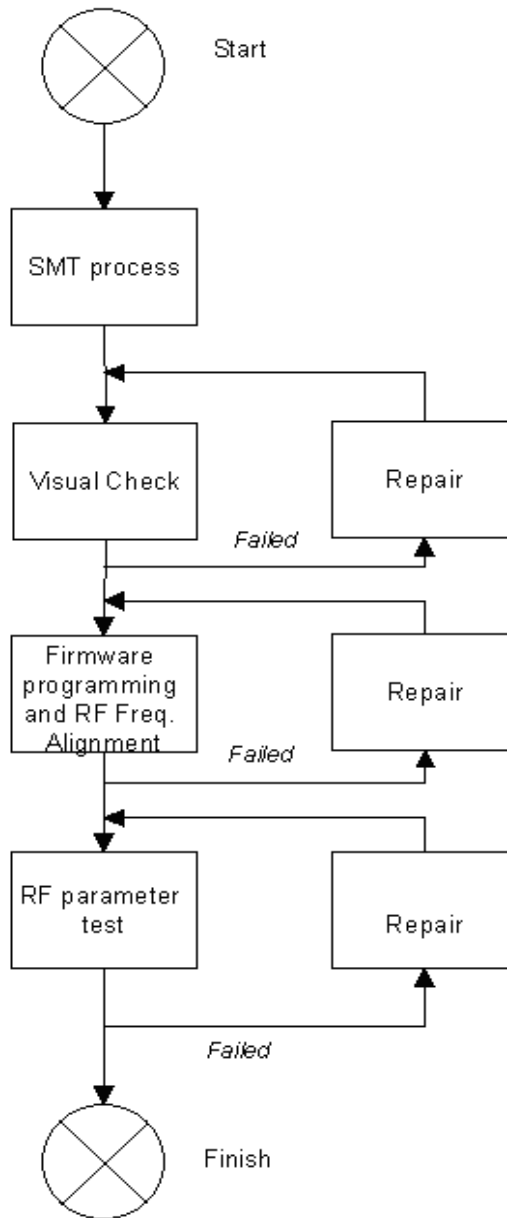 Start
SMT process
Visual Check
Repair
Failed
Firmware
programming
and RF Freq.
Alignment
Repair
Failed
RF parameter
test
Repair
Failed
Finish